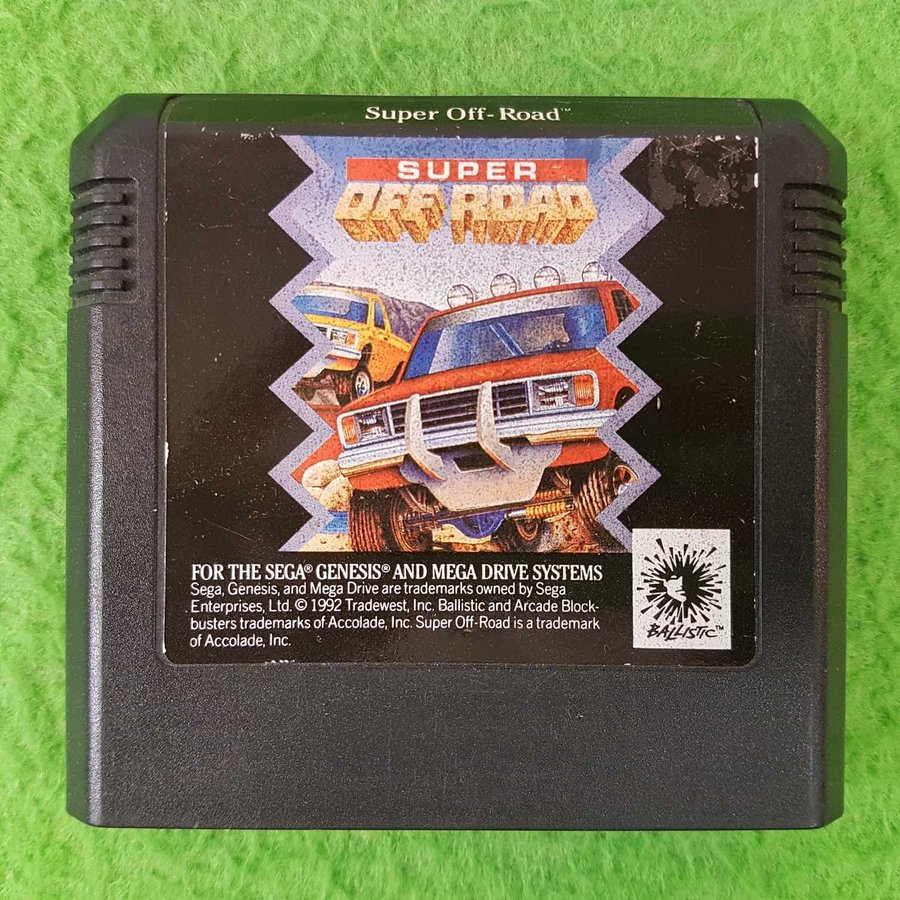 Super Off-Road™
SUPER
OFF ROAD
FOR THE SEGA® GENESIS® AND MEGA DRIVE SYSTEMS
Sega, Genesis, and Mega Drive are trademarks owned by Sega
Enterprises, Ltd. © 1992 Tradewest, Inc. Ballistic and Arcade Block-
busters trademarks of Accolade, Inc. Super Off-Road is a trademark
of Accolade, Inc.
BALLISTIC™